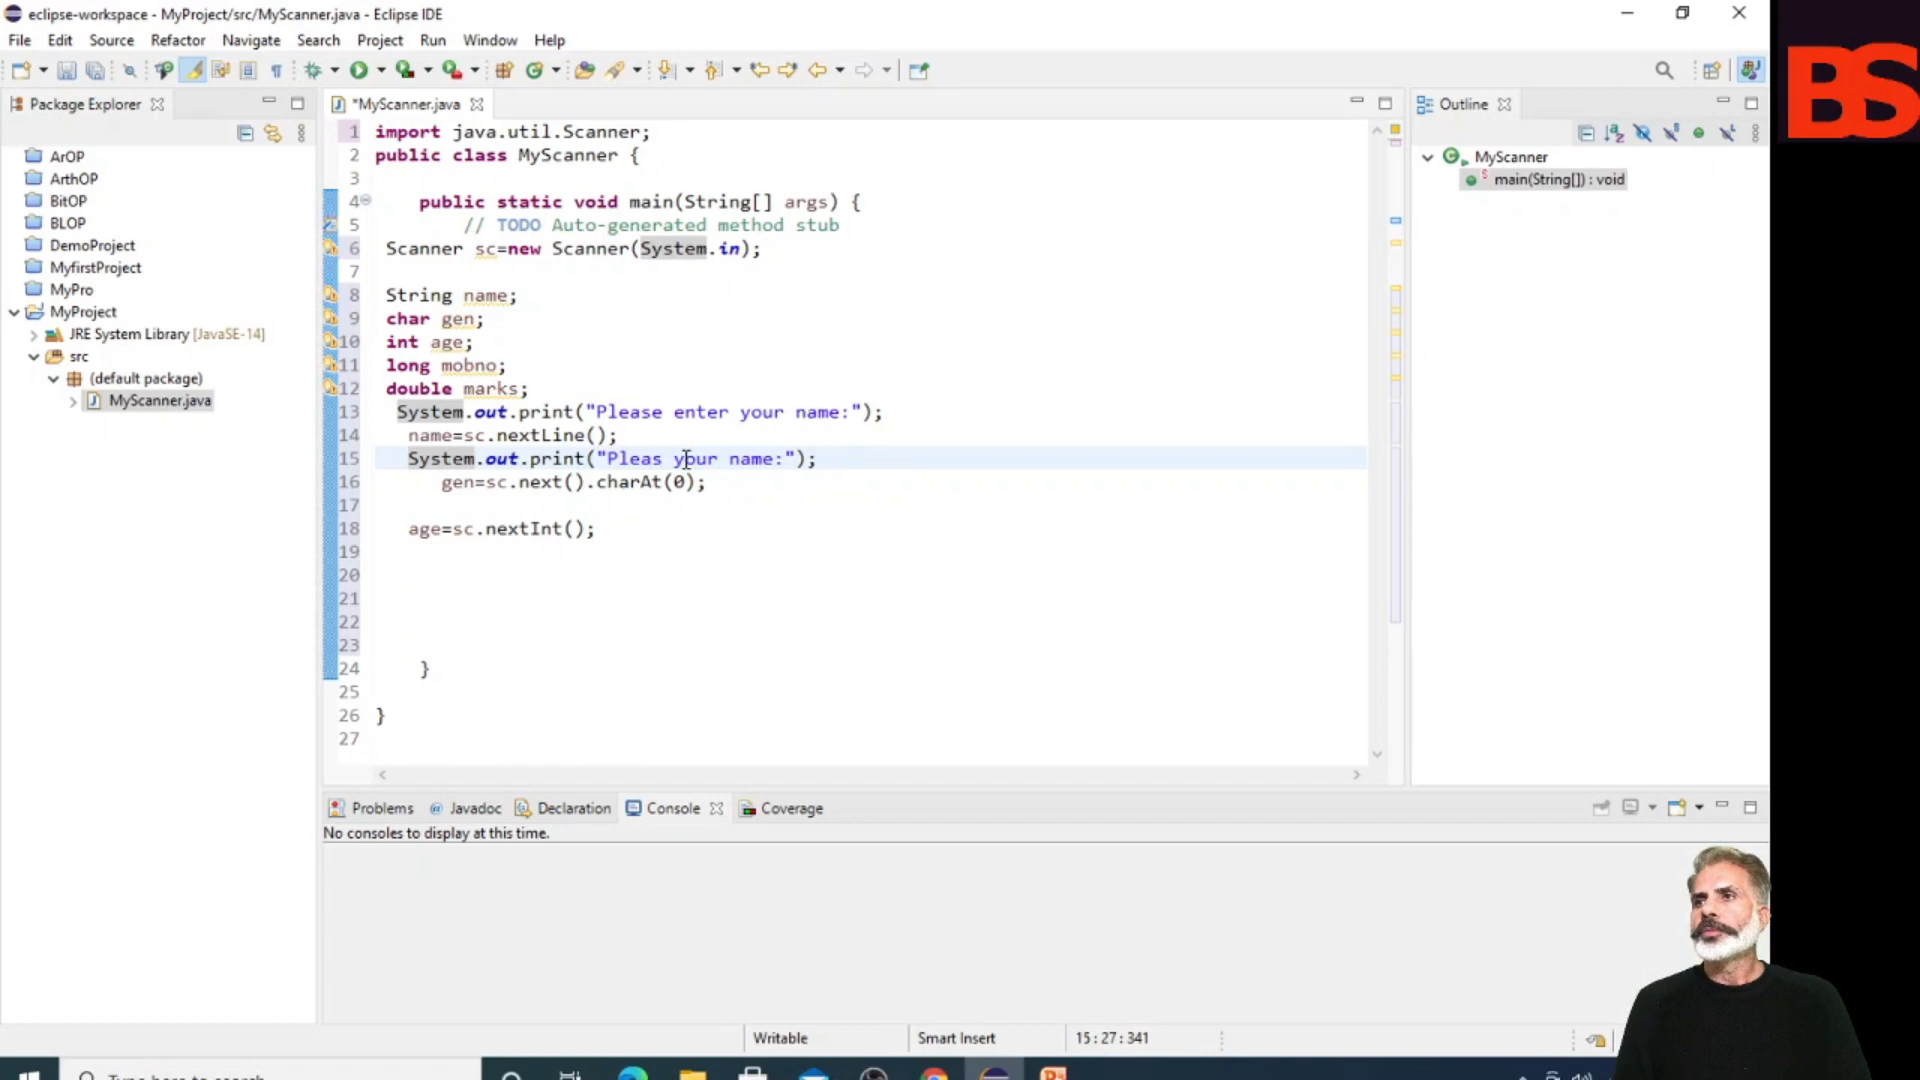 eclipse-workspace - MyProject/src/MyScanner.java - Eclipse IDE
File Edit Source Refactor Navigate Search Project Run Window Help
BS
Package Explorer
*MyScanner.java
Outline
ArOP
ArthOP
BitOP
BLOP
DemoProject
MyfirstProject
MyPro
MyProject
JRE System Library [JavaSE-14]
src
(default package)
MyScanner.java
1 import java.util.Scanner;
2 public class MyScanner {
3
4 public static void main(String[] args) {
5 // TODO Auto-generated method stub
6 Scanner sc=new Scanner(System.in);
7
8 String name;
9 char gen;
10 int age;
11 long mobno;
12 double marks;
13 System.out.print("Please enter your name:");
14 name=sc.nextLine();
15 System.out.print("Pleas your name:");
16 gen=sc.next().charAt(0);
17
18 age=sc.nextInt();
19
20
21
22
23
24 }
25
26 }
27
MyScanner
main(String[]) : void
Problems @ Javadoc Declaration Console Coverage
No consoles to display at this time.
Writable Smart Insert 15 : 27 : 341
Type here to search